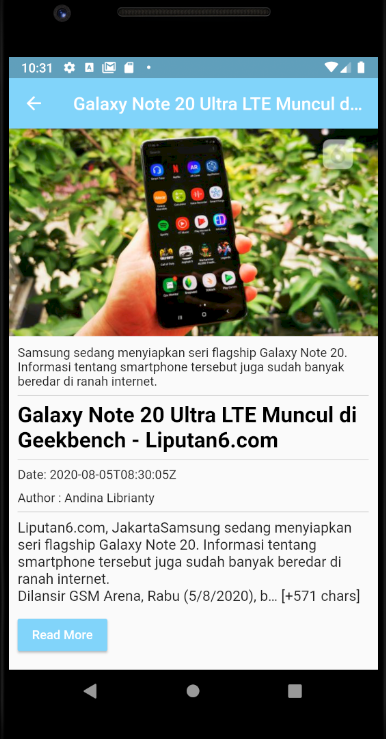 10:31
Galaxy Note 20 Ultra LTE Muncul d...
Samsung sedang menyiapkan seri flagship Galaxy Note 20.
Informasi tentang smartphone tersebut juga sudah banyak
beredar di ranah internet.
Galaxy Note 20 Ultra LTE Muncul di
Geekbench - Liputan6.com
Date: 2020-08-05T08:30:05Z
Author : Andina Librianty
Liputan6.com, JakartaSamsung sedang menyiapkan
seri flagship Galaxy Note 20. Informasi tentang
smartphone tersebut juga sudah banyak beredar di
ranah internet.
Dilansir GSM Arena, Rabu (5/8/2020), b… [+571 chars]
Read More